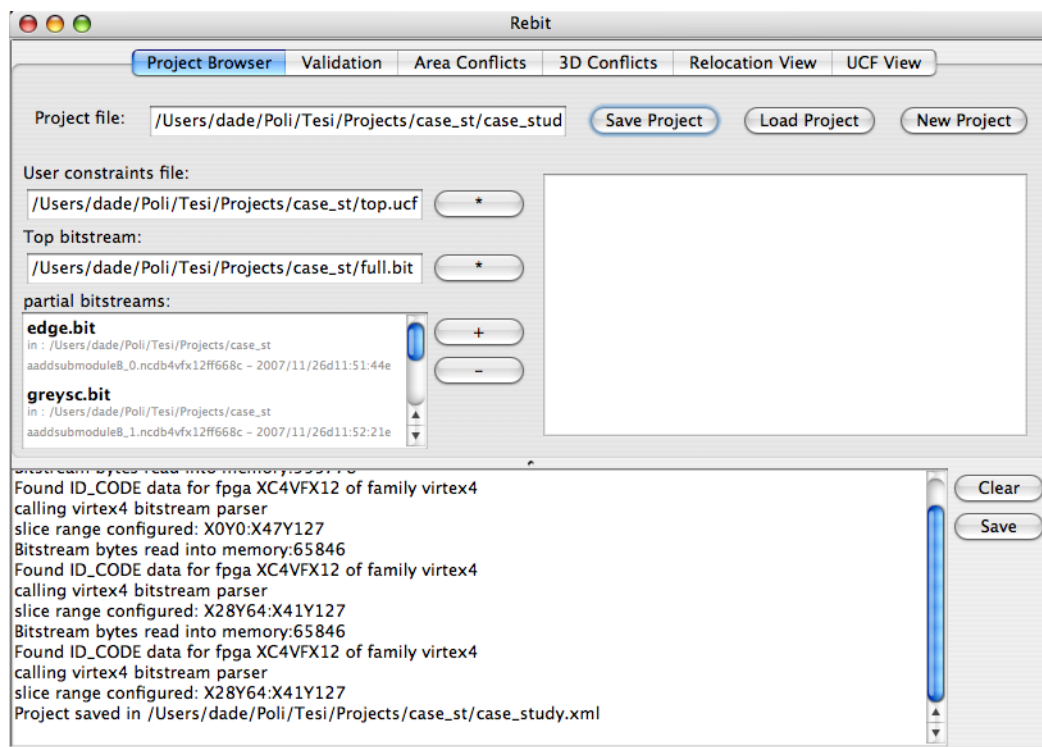 Rebit
Project Browser Validation Area Conflicts 3D Conflicts Relocation View UCF View
Project file: /Users/dade/Poli/Tesi/Projects/case_st/case_stud Save Project Load Project New Project
User constraints file:
/Users/dade/Poli/Tesi/Projects/case_st/top.ucf *
Top bitstream:
/Users/dade/Poli/Tesi/Projects/case_st/full.bit *
partial bitstreams:
edge.bit
in : /Users/dade/Poli/Tesi/Projects/case_st
aaddsubmoduleB_0.ncdb4vfx12ff668c - 2007/11/26d11:51:44e
+
-
greysc.bit
in : /Users/dade/Poli/Tesi/Projects/case_st
aaddsubmoduleB_1.ncdb4vfx12ff668c - 2007/11/26d11:52:21e
Bitstream bytes read into memory:
Found ID_CODE data for fpga XC4VFX12 of family virtex4
calling virtex4 bitstream parser
slice range configured: X0Y0:X47Y127
Bitstream bytes read into memory:65846
Found ID_CODE data for fpga XC4VFX12 of family virtex4
calling virtex4 bitstream parser
slice range configured: X28Y64:X41Y127
Bitstream bytes read into memory:65846
Found ID_CODE data for fpga XC4VFX12 of family virtex4
calling virtex4 bitstream parser
slice range configured: X28Y64:X41Y127
Project saved in /Users/dade/Poli/Tesi/Projects/case_st/case_study.xml
Clear
Save